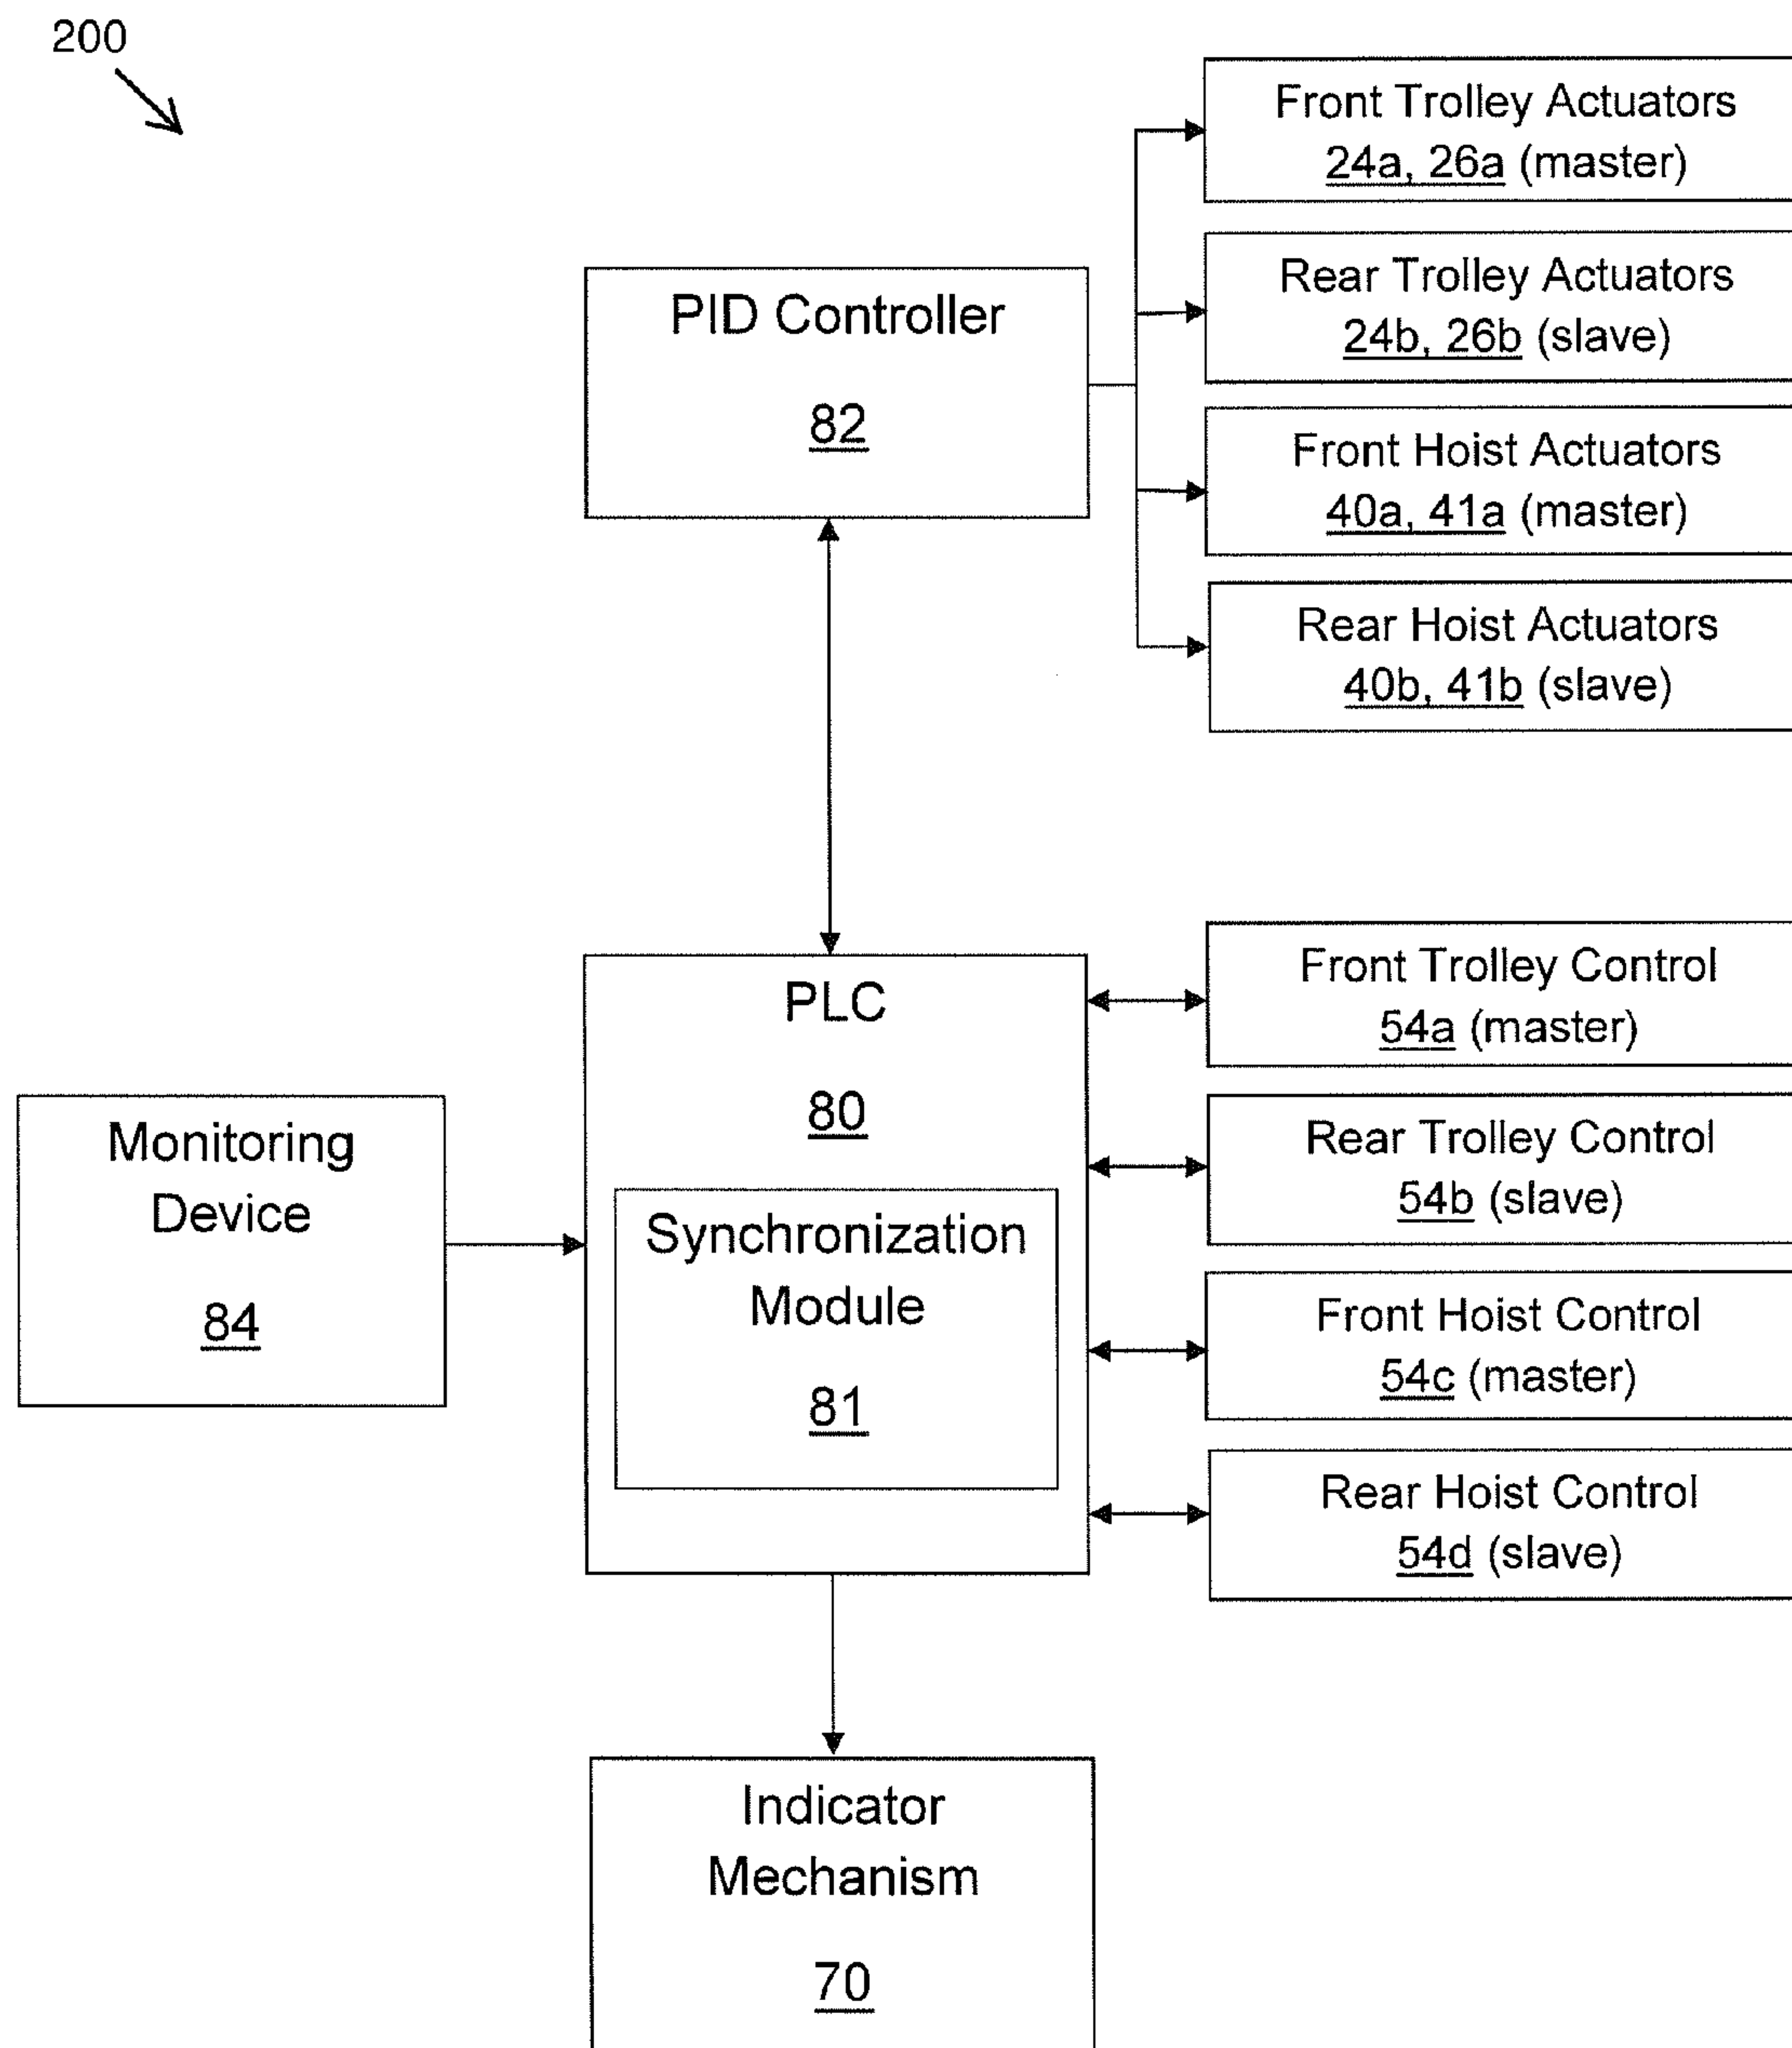 200
Front Trolley Actuators
24a, 26a (master)
Rear Trolley Actuators
24b, 26b (slave)
PID Controller
82
Front Hoist Actuators
40a, 41a (master)
Rear Hoist Actuators
40b, 41b (slave)
Front Trolley Control
54a (master)
PLC
80
Rear Trolley Control
54b (slave)
Monitoring
Device
84
Synchronization
Module
81
Front Hoist Control
54c (master)
Rear Hoist Control
54d (slave)
Indicator
Mechanism
70